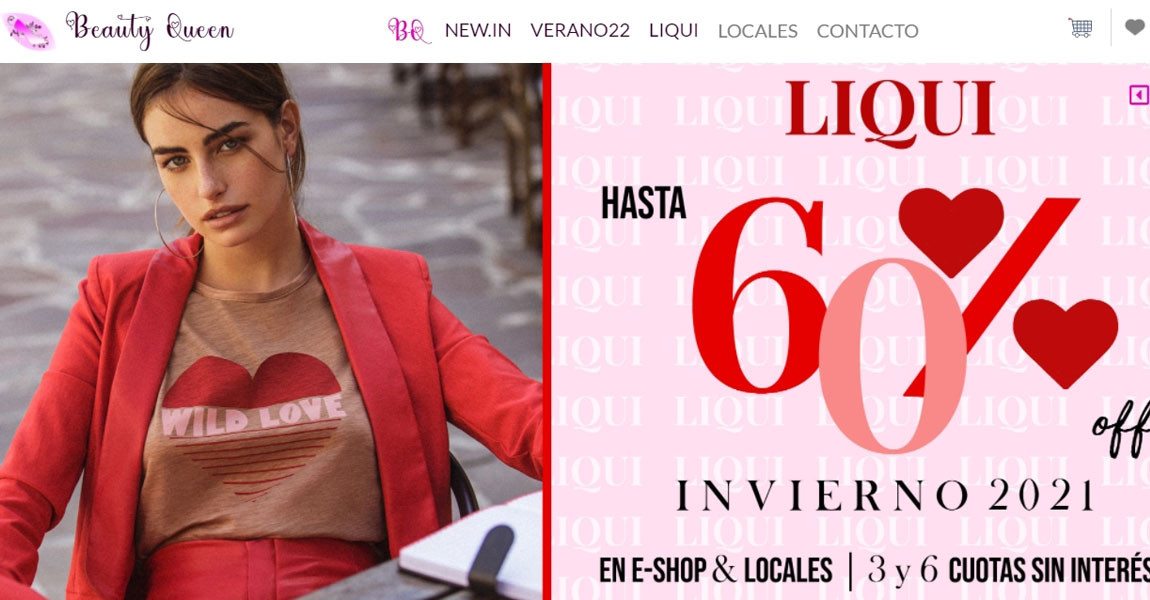 Beauty Queen
BQ NEW.IN VERANO22 LIQUI LOCALES CONTACTO
WILD LOVE
LIQUI
HASTA
60%
off
INVIERNO 2021
EN E-SHOP & LOCALES | 3 y 6 CUOTAS SIN INTERÉS